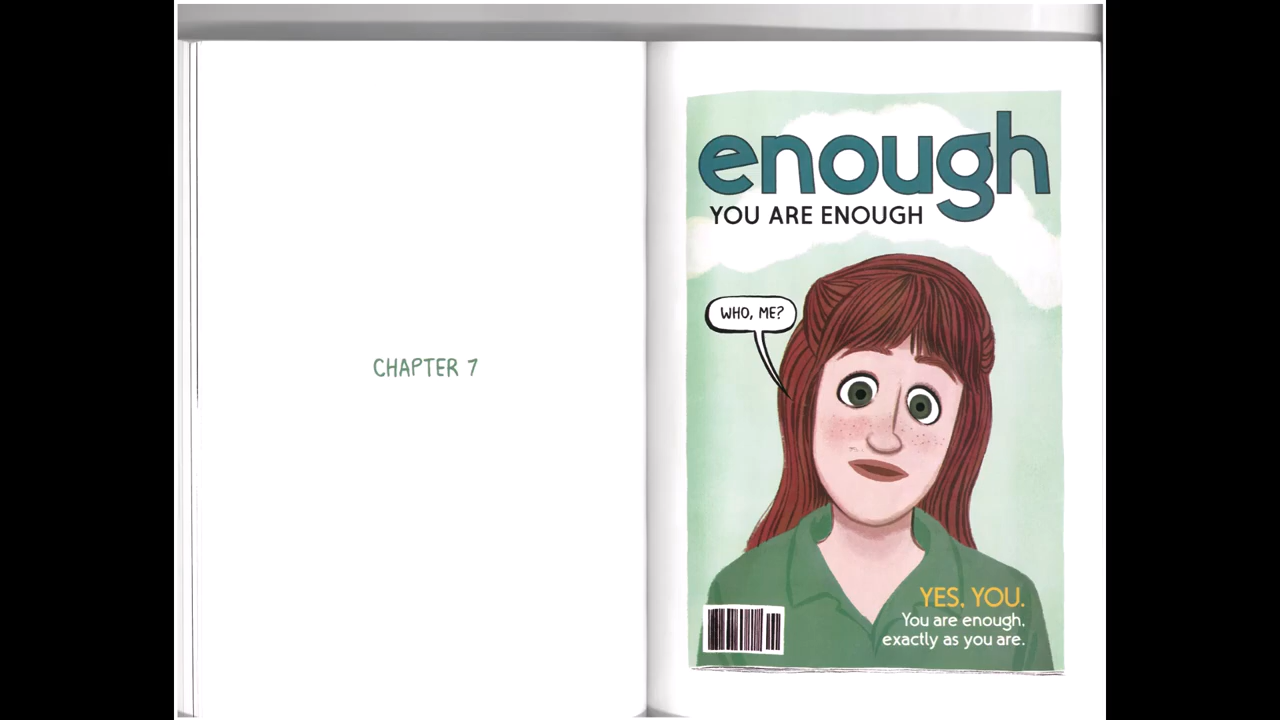 CHAPTER 7
enough
YOU ARE ENOUGH
WHO, ME?
YES, YOU.
You are enough,
exactly as you are.